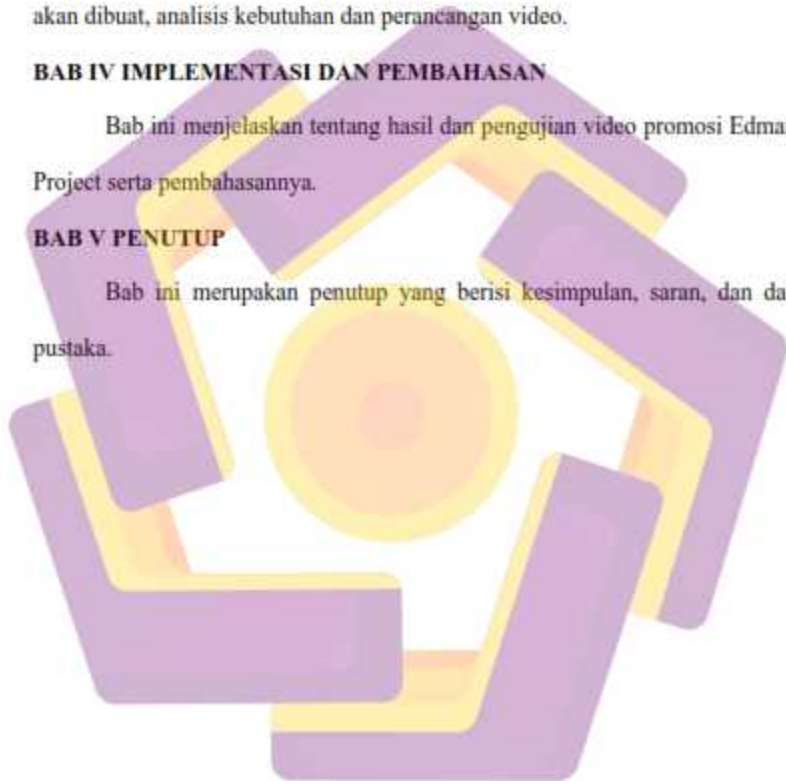 akan dibuat, analisis kebutuhan dan perancangan video.
BAB IV IMPLEMENTASI DAN PEMBAHASAN
Bab ini menjelaskan tentang hasil dan pengujian video promosi Edma
Project serta pembahasannya.
BAB V PENUTUP
Bab ini merupakan penutup yang berisi kesimpulan, saran, dan da
pustaka.